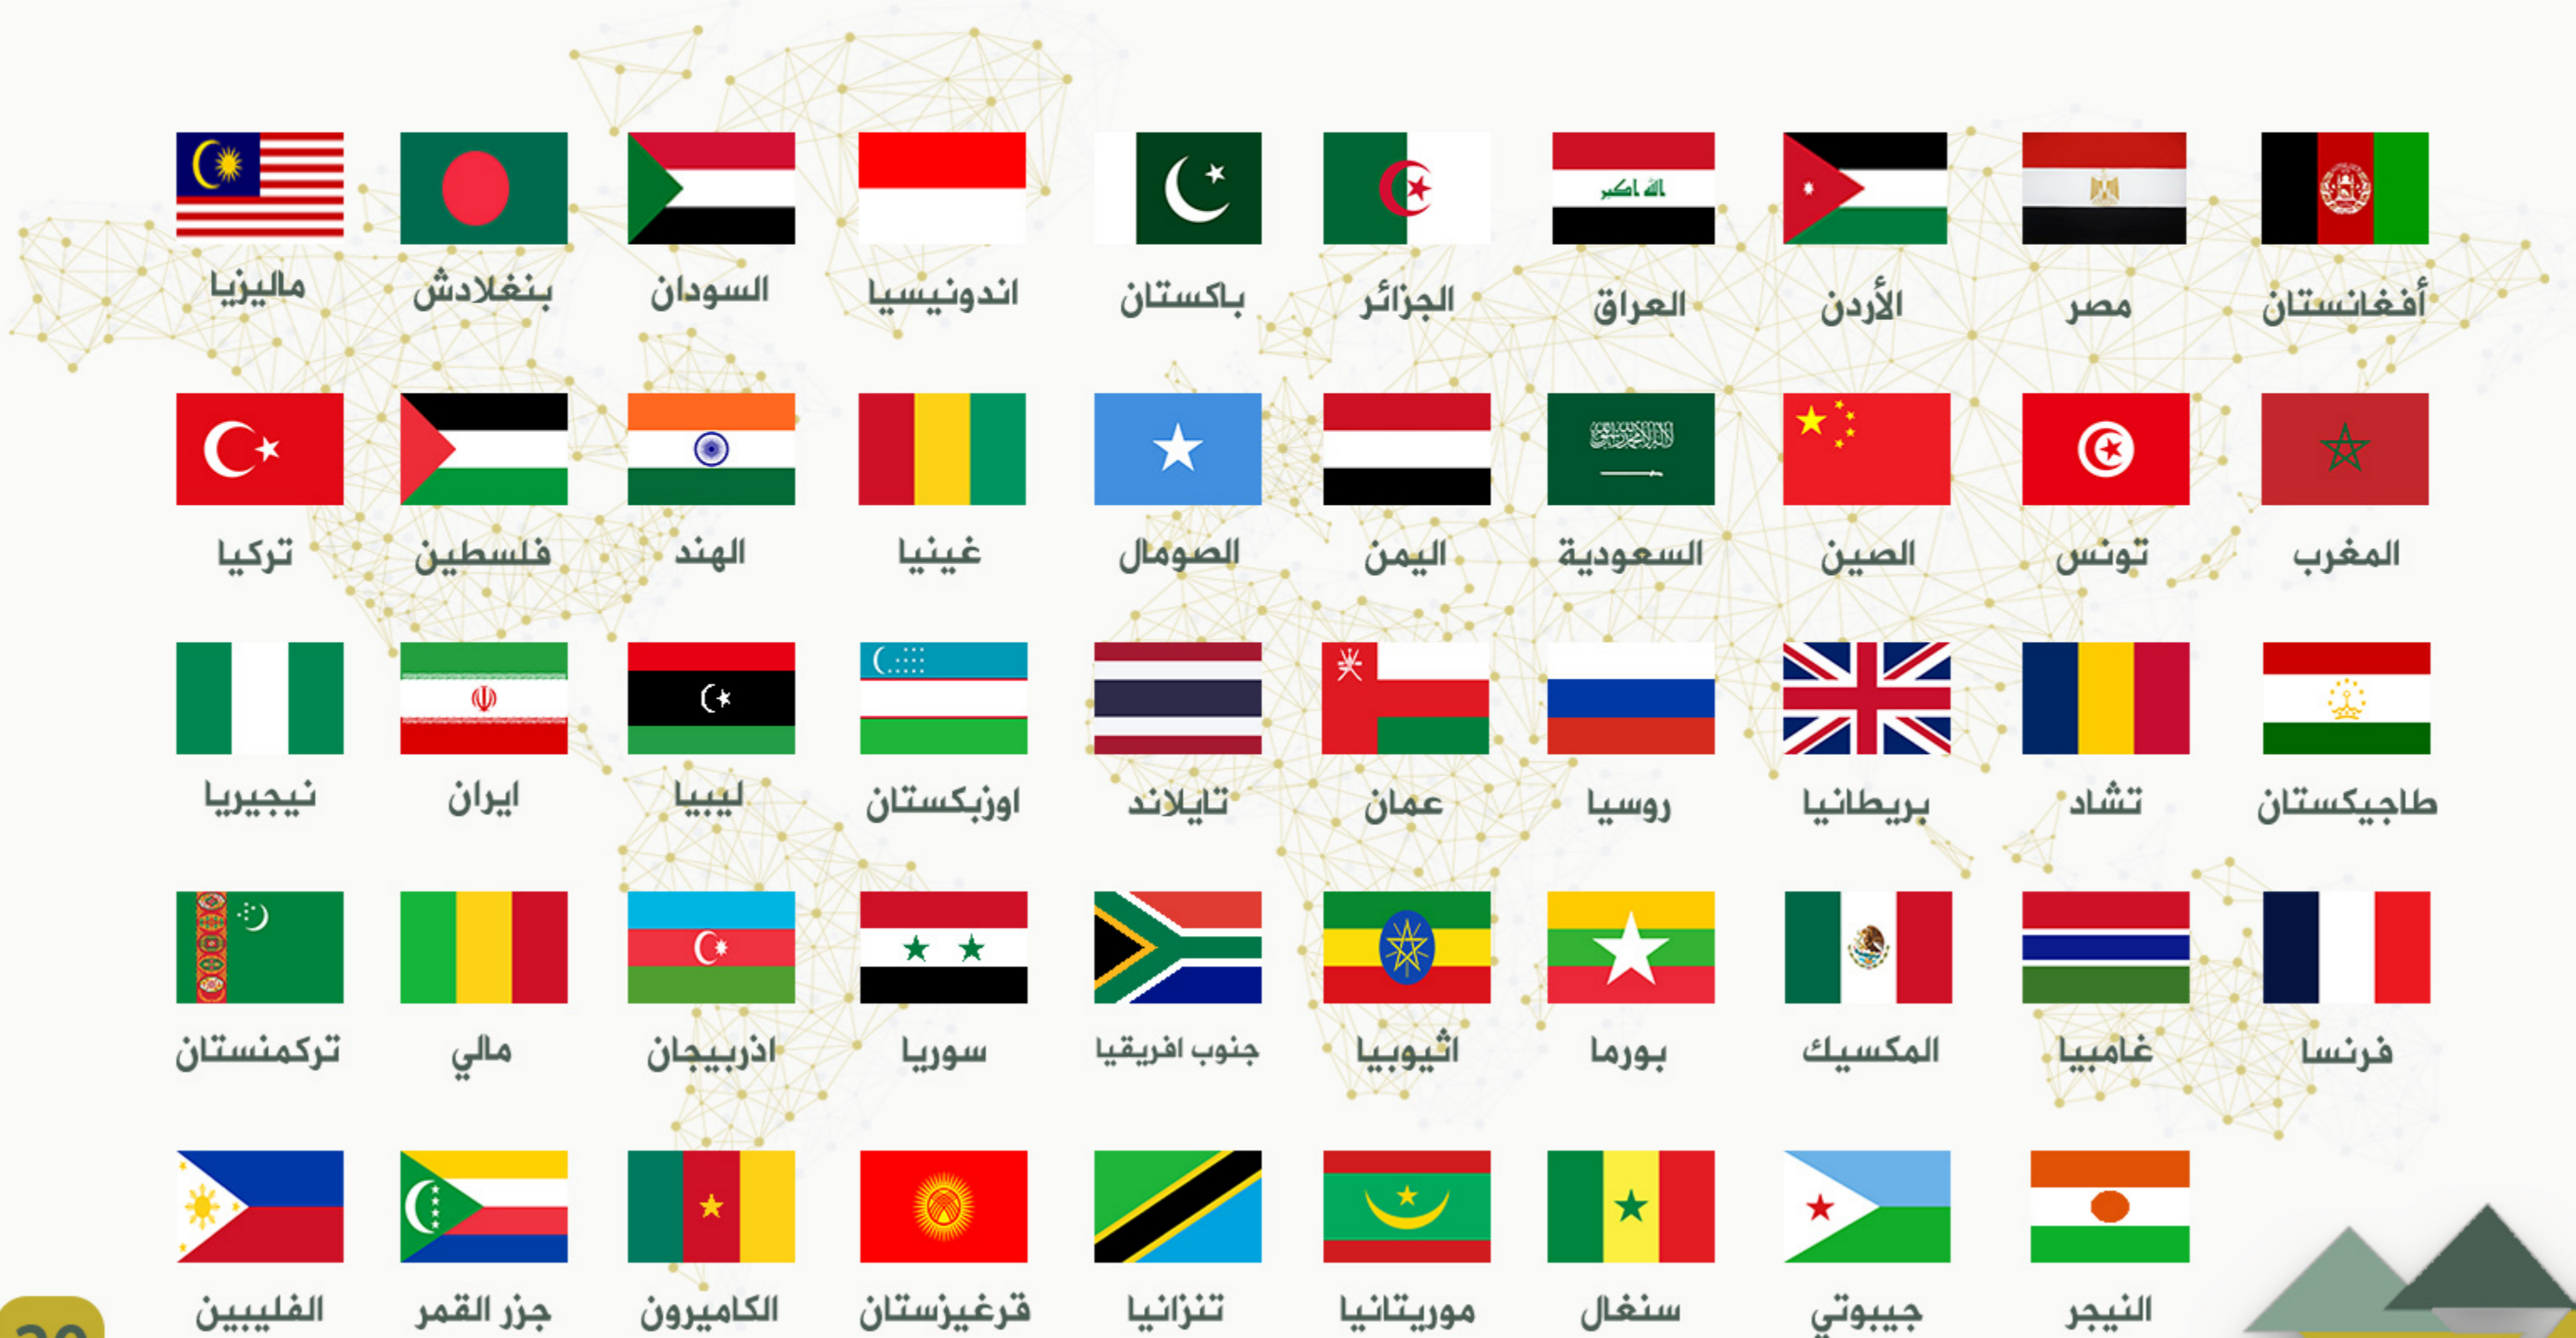 الله اكبر
أفغانستان
مصر
الأردن
العراق
الجزائر
باكستان
اندونيسيا
السودان
بنغلادش
ماليزيا
المغرب
تونس
الصين
السعودية
اليمن
الصومال
غينيا
الهند
فلسطين
تركيا
طاجيكستان
تشاد
بريطانيا
روسيا
عمان
تايلاند
اوزبكستان
ليبيا
ايران
نيجيريا
فرنسا
غامبيا
المكسيك
بورما
اثيوبيا
جنوب افريقيا
سوريا
اذربيجان
مالي
تركمنستان
النيجر
جيبوتي
سنغال
موريتانيا
تنزانيا
قرغيزستان
الكاميرون
جزر القمر
الفليبين